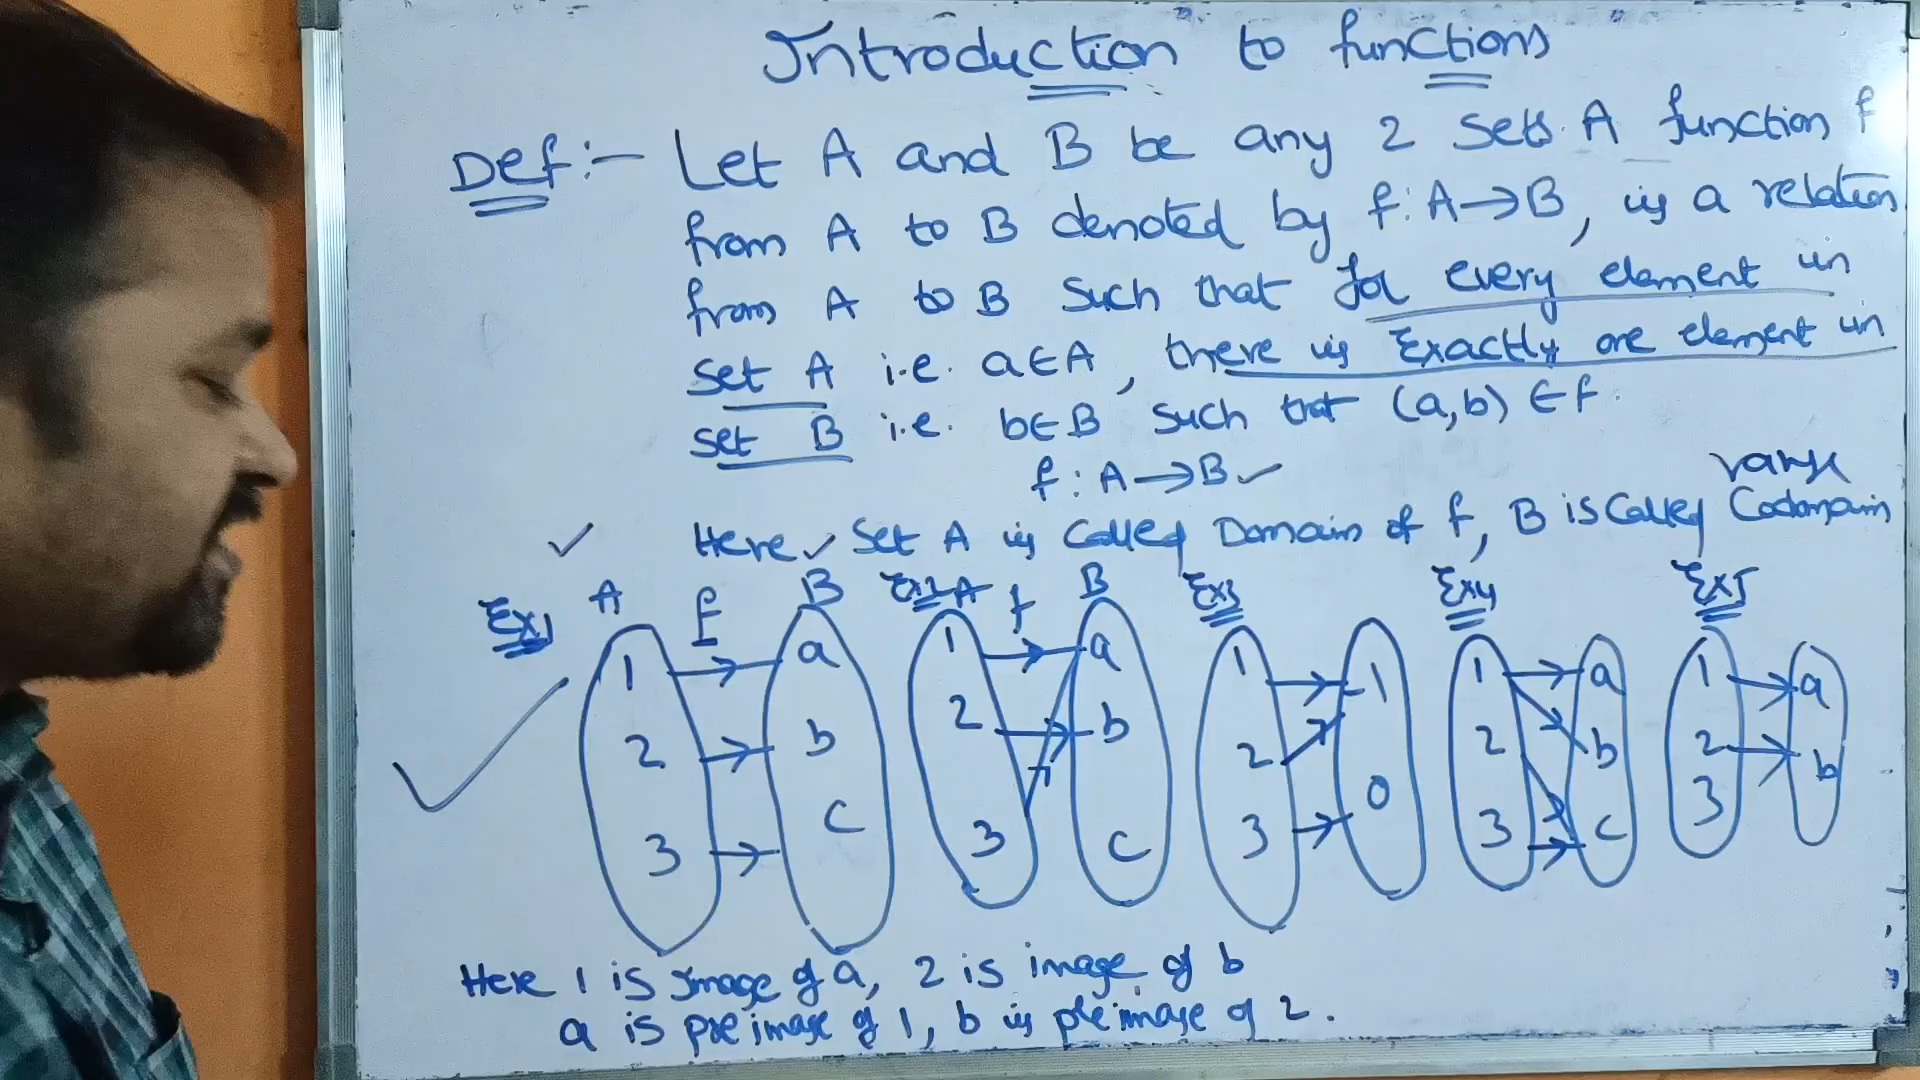 Introduction to functions
Def:- Let A and B be any 2 sets. A function f
from A to B denoted by f: A→B, is a relation
from A to B such that for every element in
set A i.e. a∈A, there is Exactly one element in
set B i.e. b∈B such that (a,b) ∈ f.
f: A→B ✓
range
✓ Here ✓ Set A is called Domain of f, B is called Codomain
Ex1 A f B Ex2 A f B Ex3 Ex4 Ex5
1 a 1 a 1 1 1 a 1 a
2 b 2 b 2 0 2 b 2 b
3 c 3 c 3 3 c 3
Here 1 is image of a, 2 is image of b
a is pre image of 1, b is pre image of 2.